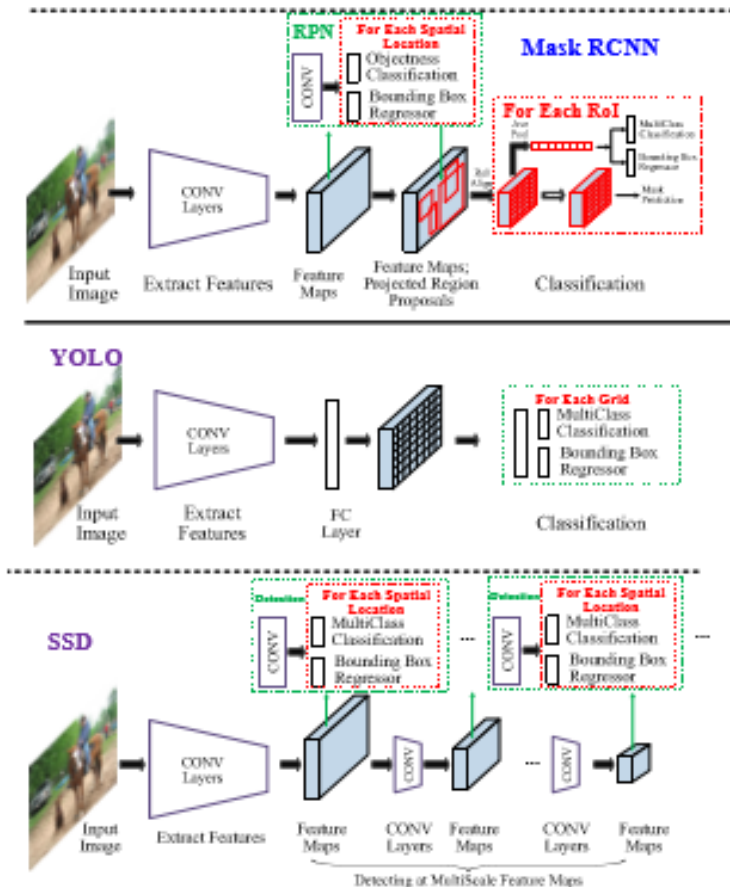 RPN
For Each Spatial
Location
CONV
Objectness
Classification
Bounding Box
Regressor
Mask RCNN
For Each RoI
MultiClass
Classification
Bounding Box
Regressor
RoI
Align
Mask
Prediction
CONV
Layers
Input
Image
Extract Features
Feature
Maps
Feature Maps;
Projected Region
Proposals
Classification
YOLO
CONV
Layers
For Each Grid
MultiClass
Classification
Bounding Box
Regressor
Input
Image
Extract
Features
FC
Layer
Classification
SSD
Detection
For Each Spatial
Location
CONV
MultiClass
Classification
Bounding Box
Regressor
...
Detection
For Each Spatial
Location
CONV
MultiClass
Classification
Bounding Box
Regressor
...
CONV
Layers
CONV
...
CONV
Input
Image
Extract Features
Feature
Maps
CONV
Layers
Feature
Maps
CONV
Layers
Feature
Maps
Detecting at MultiScale Feature Maps